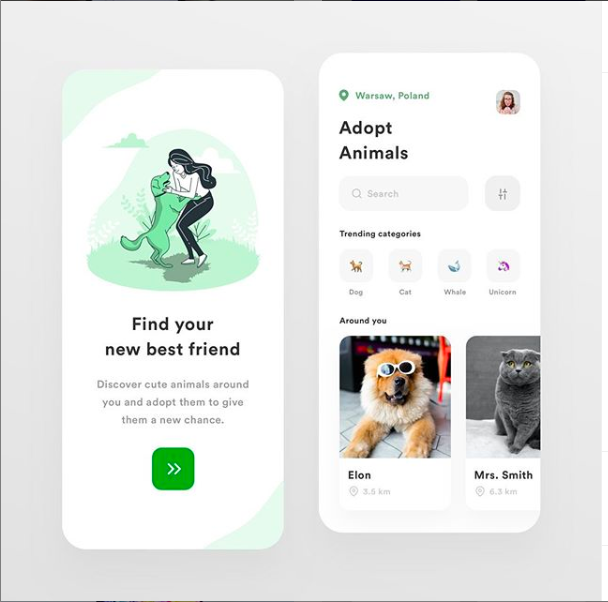 Find your
new best friend
Discover cute animals around
you and adopt them to give
them a new chance.
Warsaw, Poland
Adopt
Animals
Search
Trending categories
Dog
Cat
Whale
Unicorn
Around you
Elon
3.5 km
Mrs. Smith
6.3 km